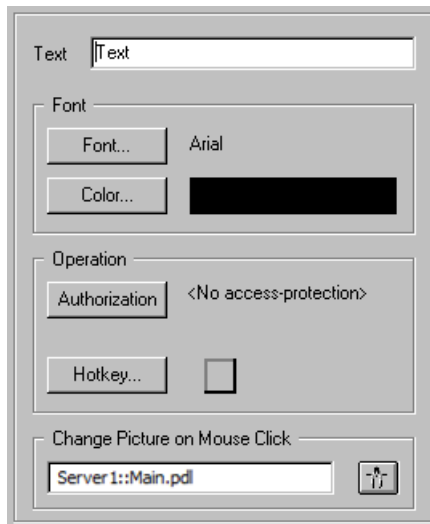 Text Text
Font
Font... Arial
Color...
Operation
Authorization <No access-protection>
Hotkey...
Change Picture on Mouse Click
Server1::Main.pdl